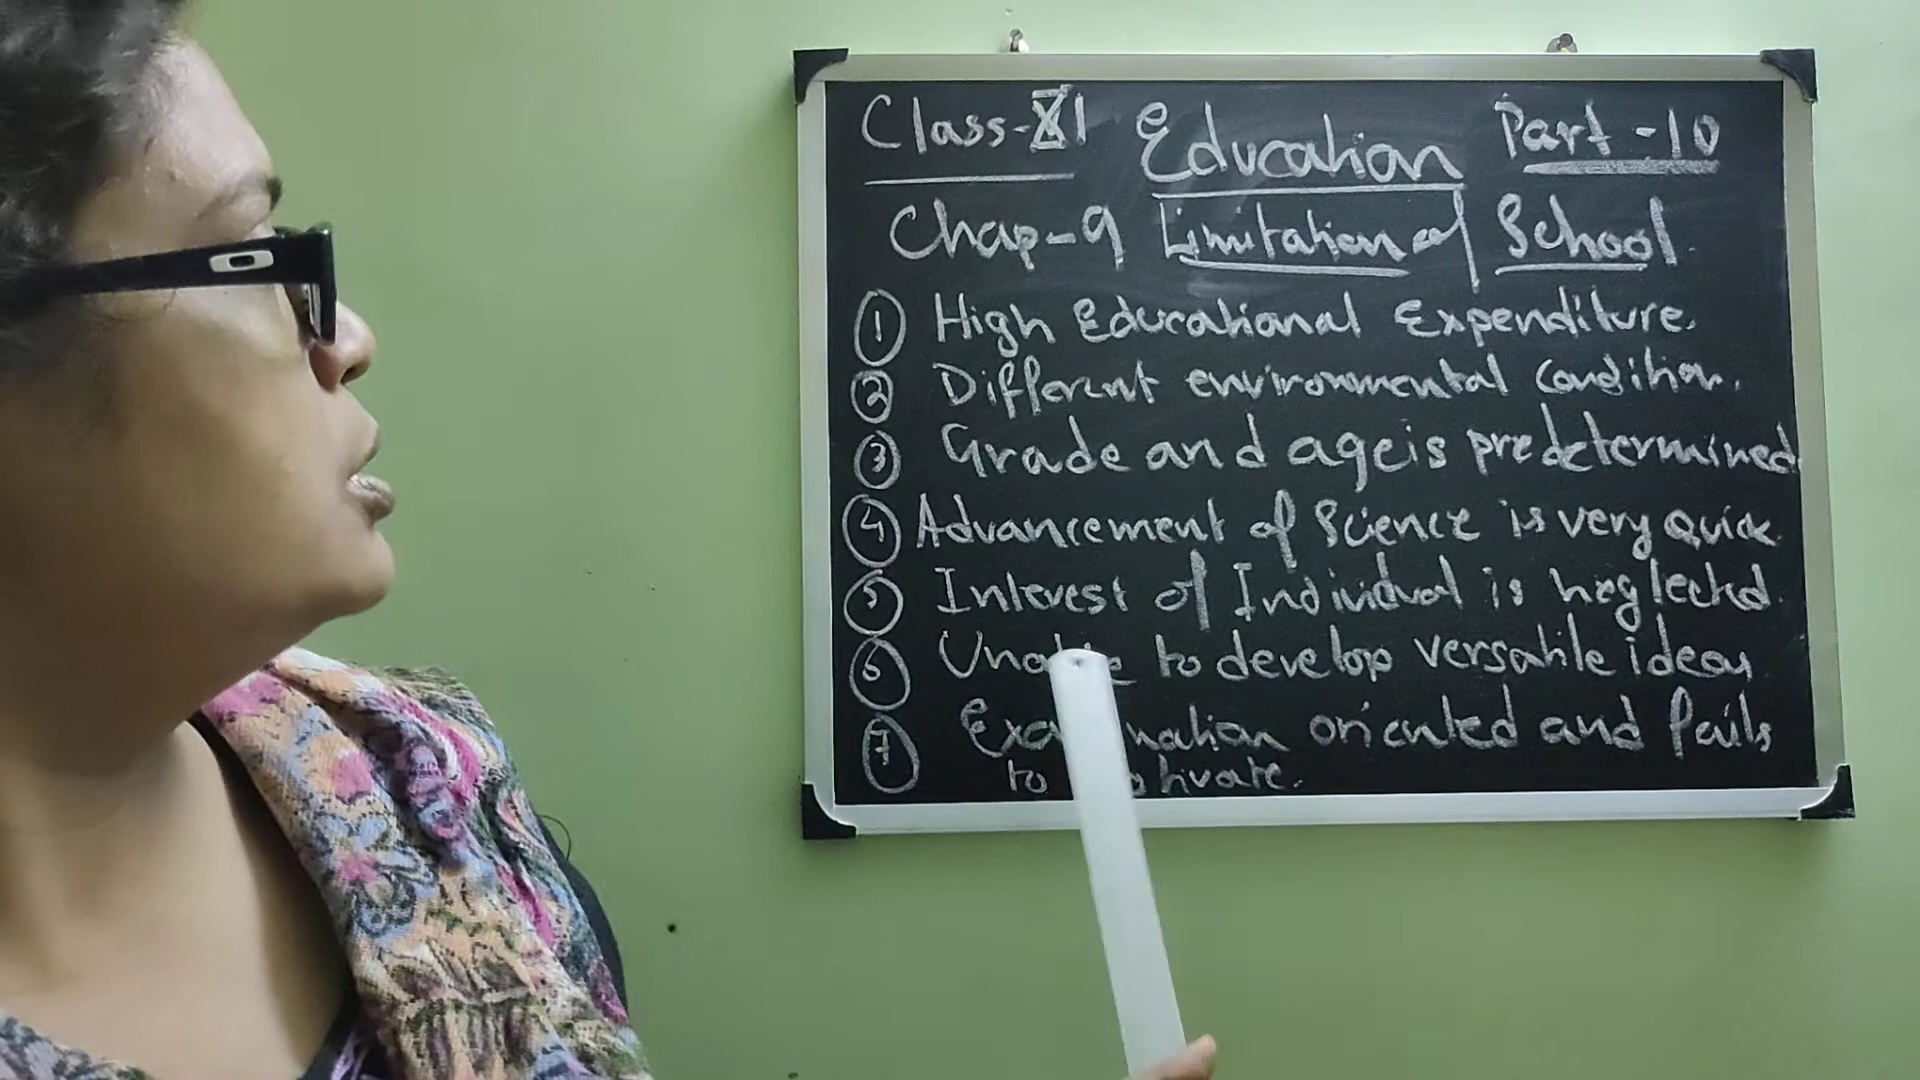 Class-XI Education Part-10
Chap-9 Limitation of School
1 High Educational Expenditure.
2 Different environmental condition.
3 Grade and age is predetermined
4 Advancement of Science is very Quick
5 Interest of Individual is neglected.
6 to develop versatile ideas
7 oriented and fails
to